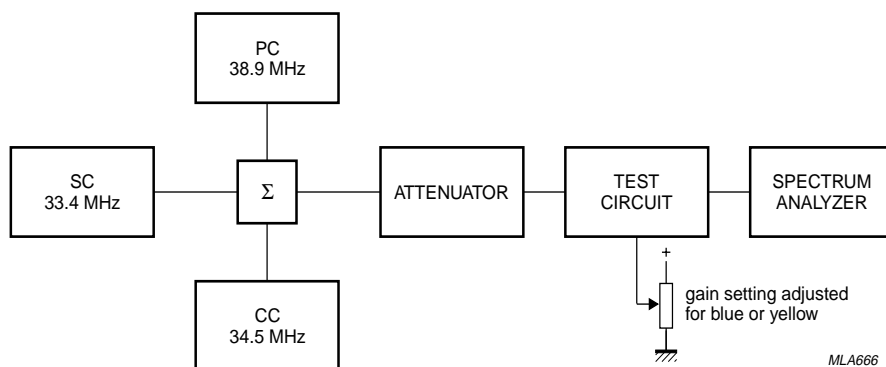 PC
38.9 MHz
SC
33.4 MHz
Σ
ATTENUATOR
TEST
CIRCUIT
SPECTRUM
ANALYZER
CC
34.5 MHz
+
gain setting adjusted
for blue or yellow
MLA666